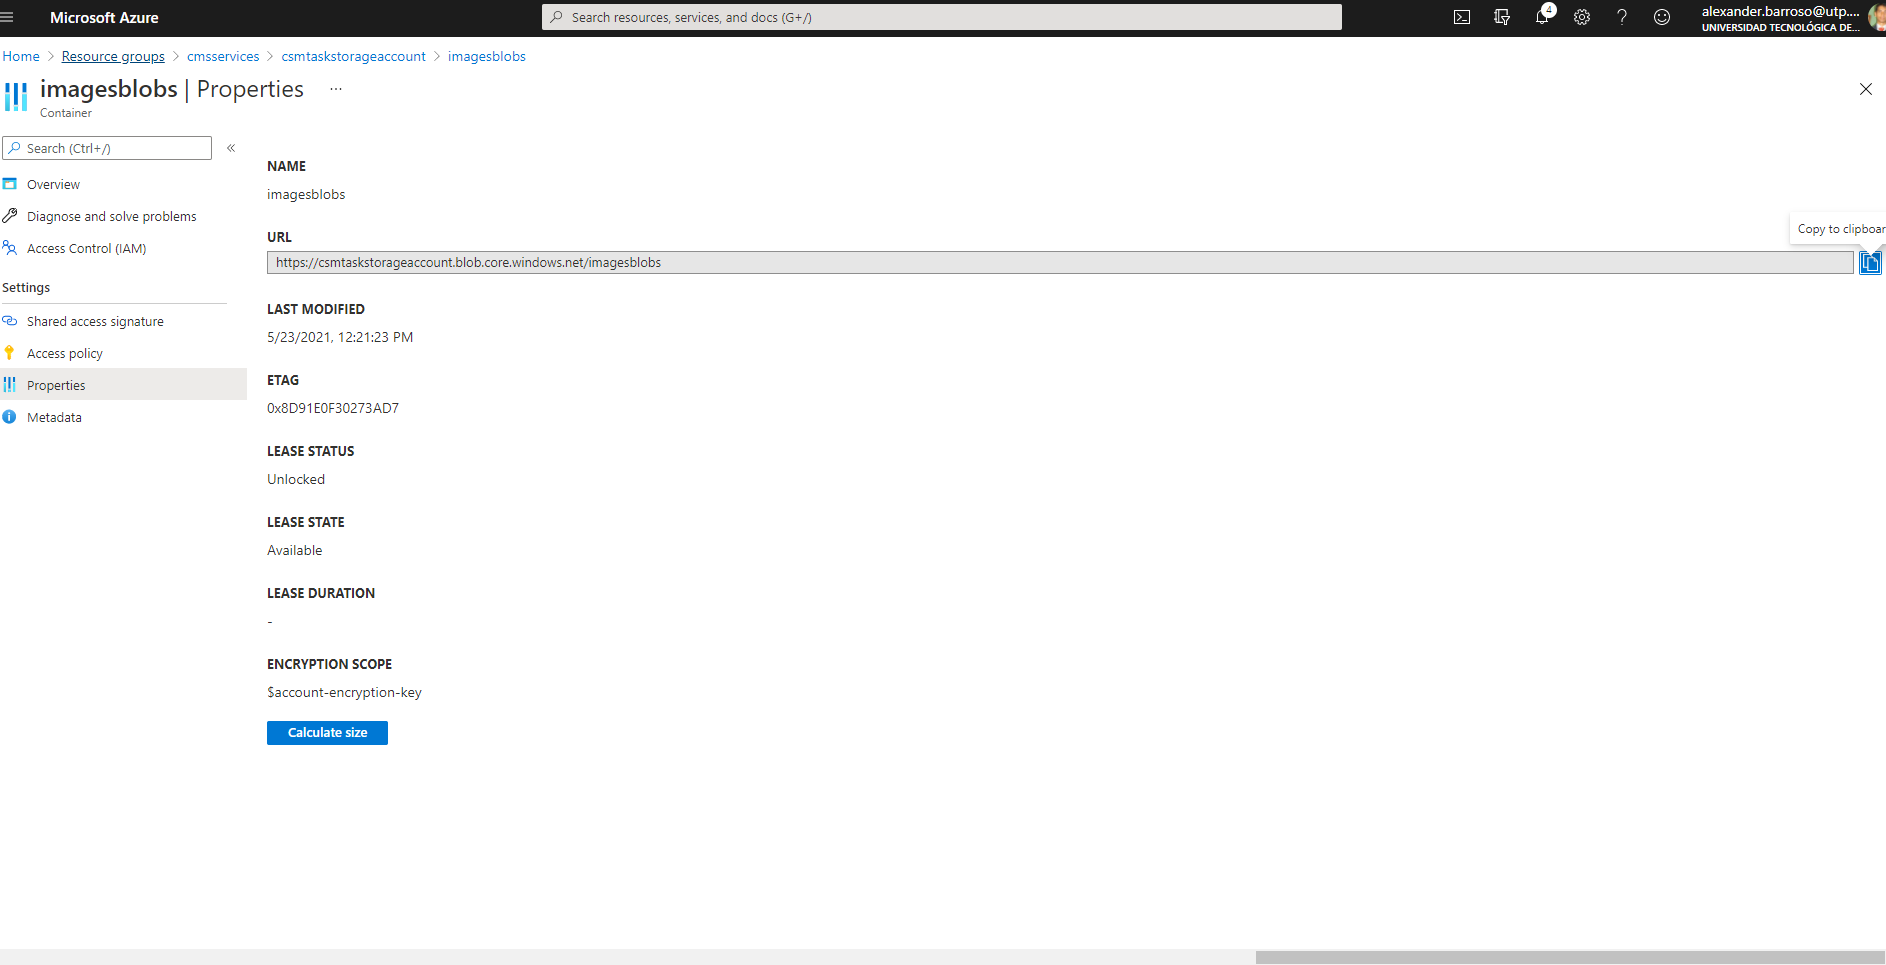 Microsoft Azure
Search resources, services, and docs (G+/)
4
alexander.barroso@utp....
UNIVERSIDAD TECNOLÓGICA DE...
Home > Resource groups > cmsservices > csmtaskstorageaccount > imagesblobs
imagesblobs | Properties ...
Container
Search (Ctrl+/) «
Overview
Diagnose and solve problems
Access Control (IAM)
Settings
Shared access signature
Access policy
Properties
Metadata
NAME
imagesblobs
URL
Copy to clipboar
https://csmtaskstorageaccount.blob.core.windows.net/imagesblobs
LAST MODIFIED
5/23/2021, 12:21:23 PM
ETAG
0x8D91E0F30273AD7
LEASE STATUS
Unlocked
LEASE STATE
Available
LEASE DURATION
-
ENCRYPTION SCOPE
$account-encryption-key
Calculate size